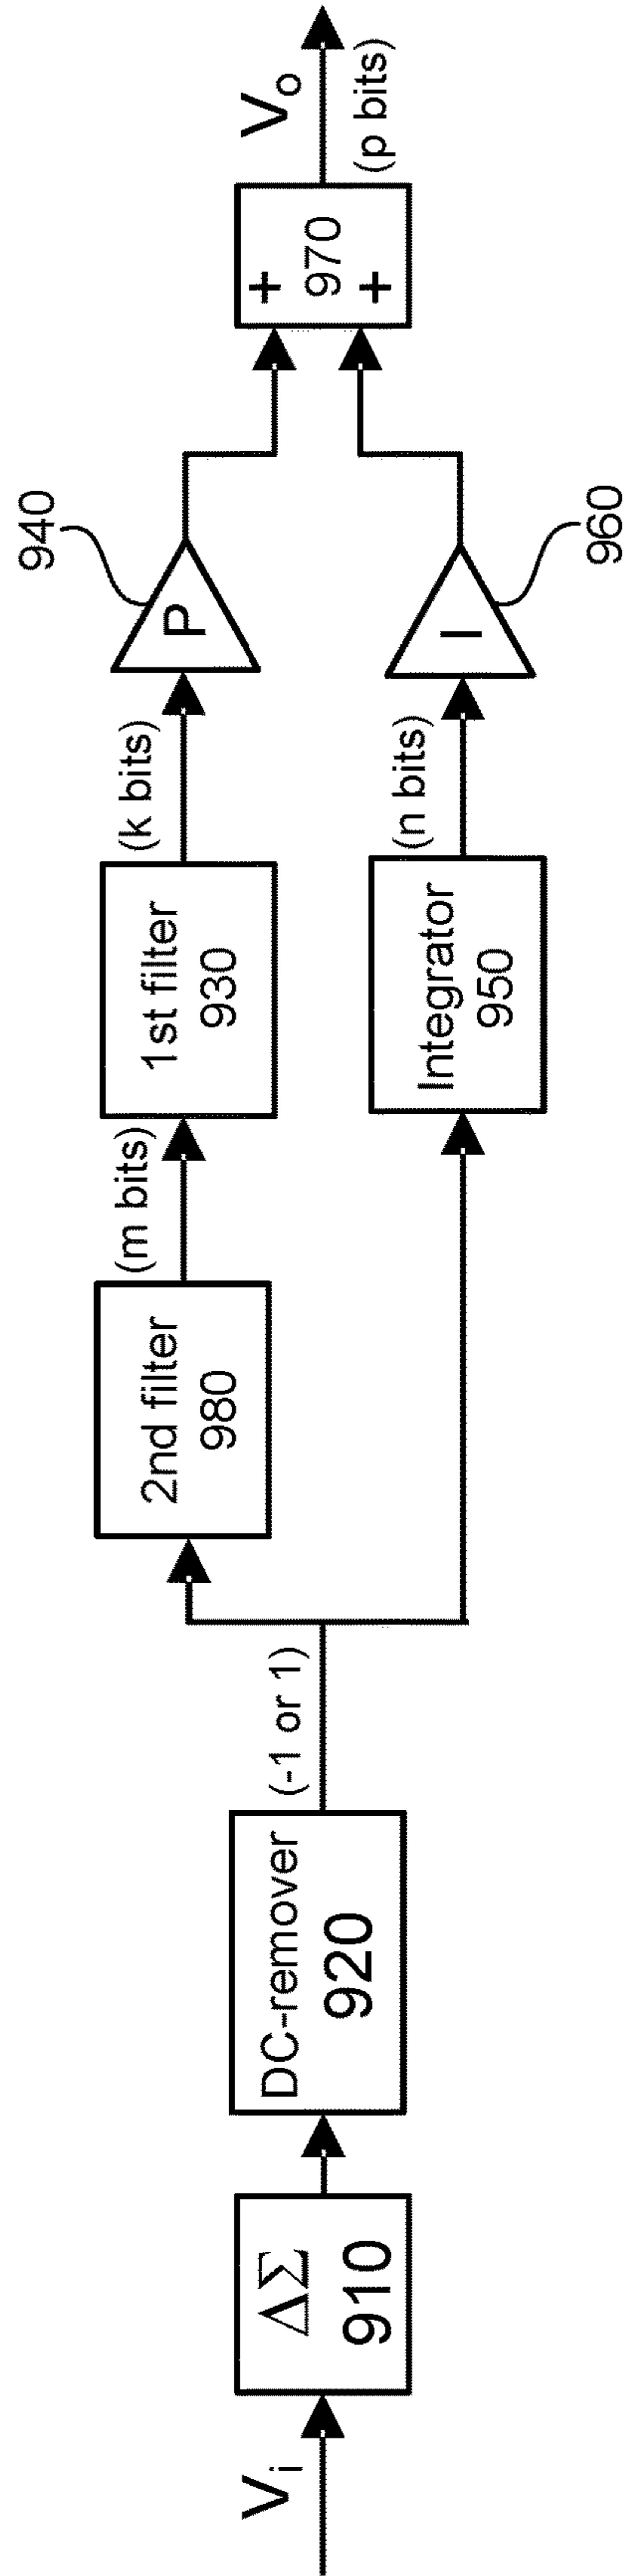 V_i
ΔΣ
910
DC-remover
920
(-1 or 1)
2nd filter
980
(m bits)
1st filter
930
(k bits)
P
940
Integrator
950
(n bits)
I
960
+
970
+
V_o
(p bits)